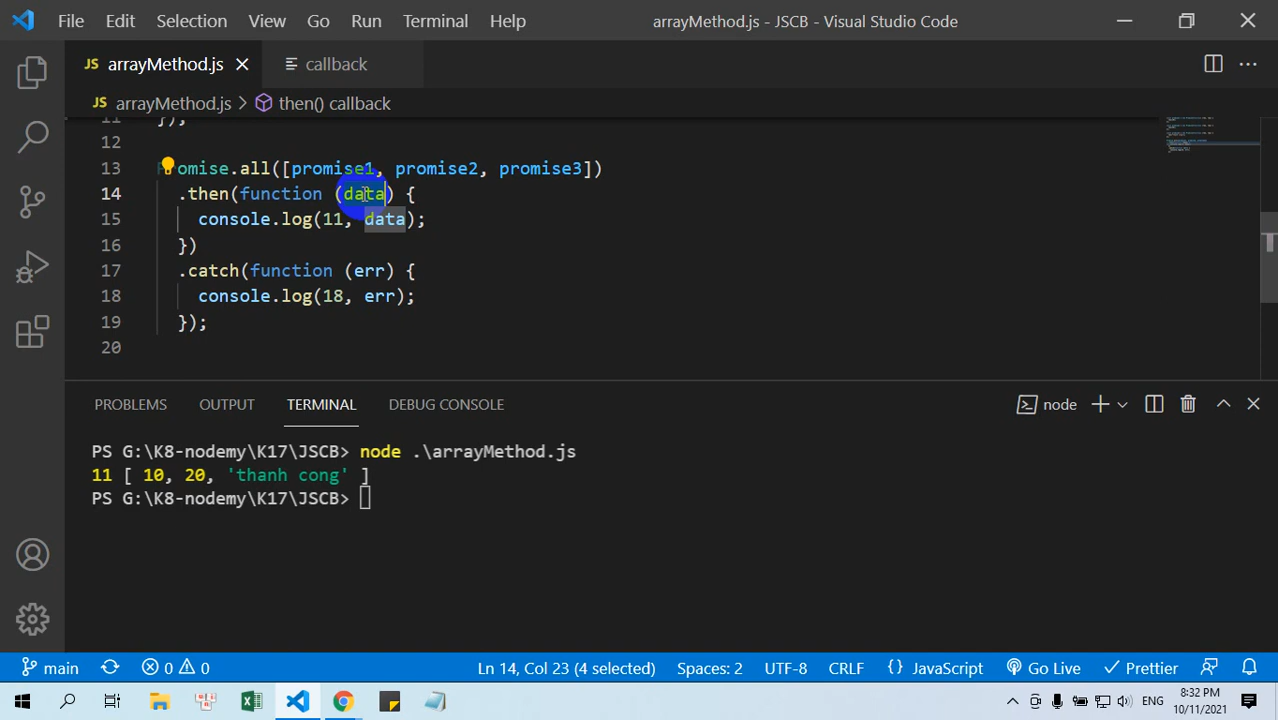 File Edit Selection View Go Run Terminal Help arrayMethod.js - JSCB - Visual Studio Code
JS arrayMethod.js callback
JS arrayMethod.js > then() callback
11 });
12
13 omise.all([promise1, promise2, promise3])
14 .then(function (data) {
15 console.log(11, data);
16 })
17 .catch(function (err) {
18 console.log(18, err);
19 });
20
PROBLEMS OUTPUT TERMINAL DEBUG CONSOLE node
PS G:\K8-nodemy\K17\JSCB> node .\arrayMethod.js
11 [ 10, 20, 'thanh cong' ]
PS G:\K8-nodemy\K17\JSCB>
main 0 0 Ln 14, Col 23 (4 selected) Spaces: 2 UTF-8 CRLF {} JavaScript Go Live Prettier
ENG 8:32 PM
10/11/2021